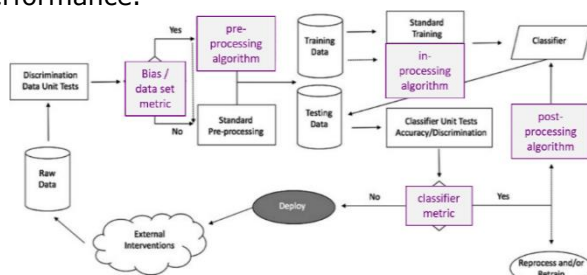 erformance.
Yes
pre-
processing
algorithm
Training
Data
Standard
Training
Classifier
Discrimination
Data Unit Tests
Bias /
data set
metric
in-
processing
algorithm
No
Standard
Pre-processing
Testing
Data
Classifier Unit Tests
Accuracy/Discrimination
post-
processing
algorithm
Raw
Data
Deploy
No
classifier
metric
Yes
External
Interventions
Reprocess and/or
Retrain